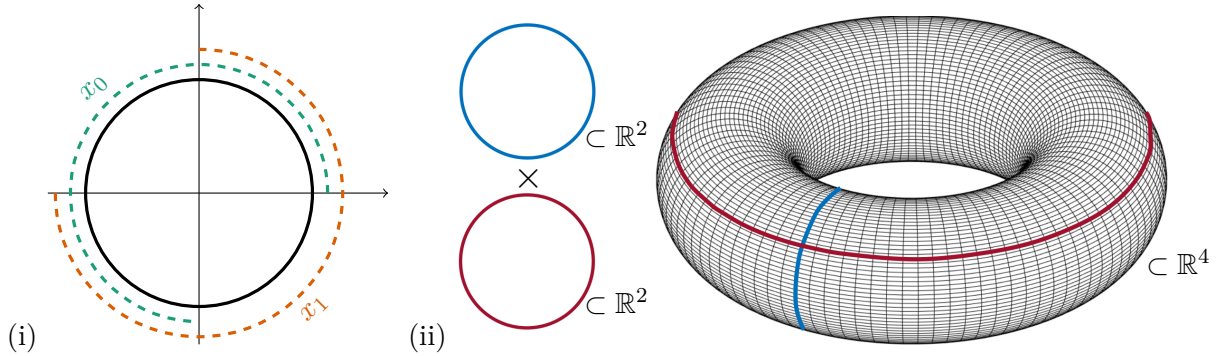 x₀
x₁
(i)
(ii)
⊂ ℝ²
×
⊂ ℝ²
⊂ ℝ⁴